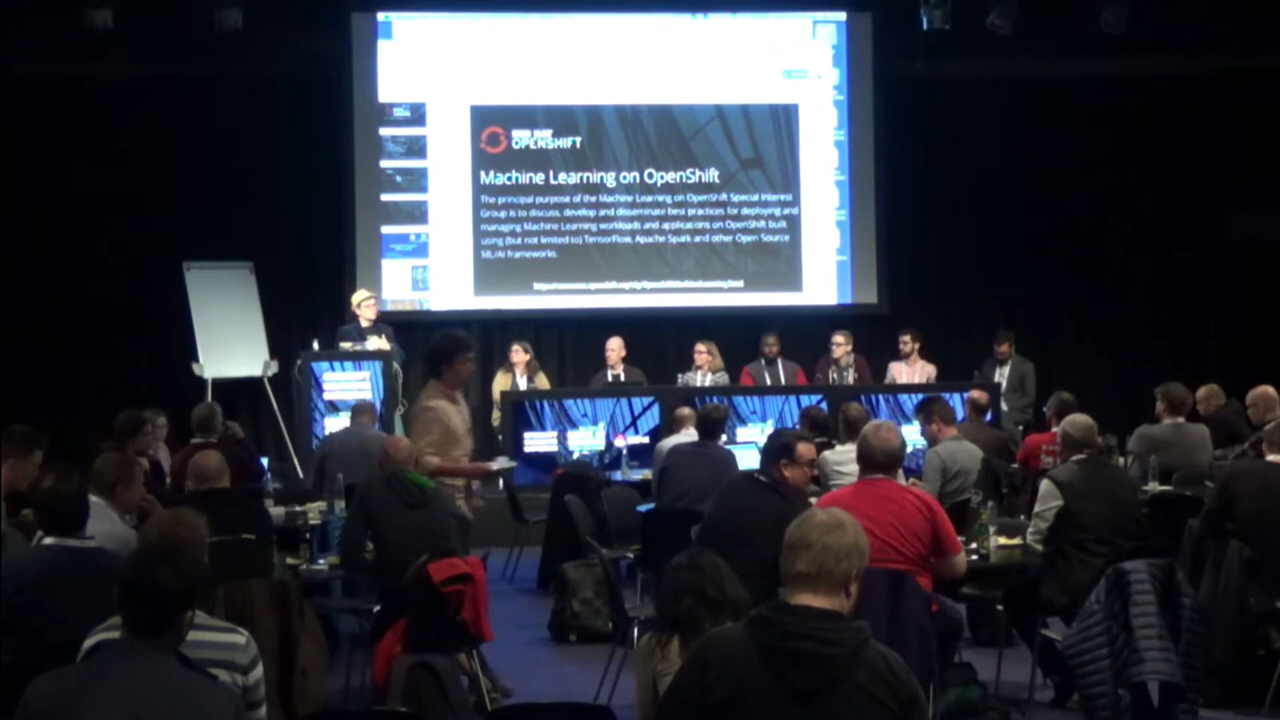 RED HAT
OPENSHIFT
Machine Learning on OpenShift
The principal purpose of the Machine Learning on OpenShift Special Interest
Group is to discuss, develop and disseminate best practices for deploying and
managing Machine Learning workloads and applications on OpenShift built
using (but not limited to) TensorFlow, Apache Spark and other Open Source
ML/AI frameworks.